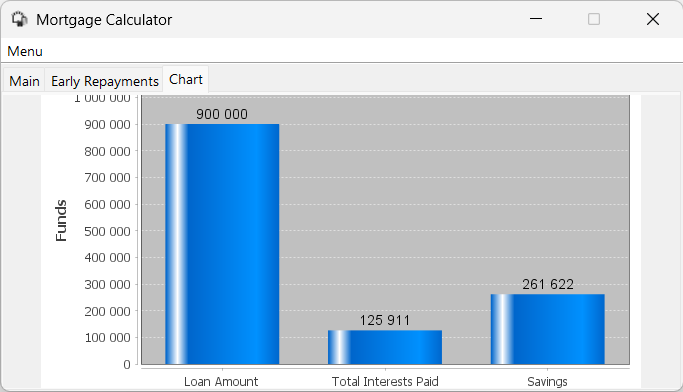 Mortgage Calculator
Menu
Main Early Repayments Chart
1 000 000
900 000
800 000
700 000
600 000
500 000
400 000
300 000
200 000
100 000
0
Funds
900 000
125 911
261 622
Loan Amount Total Interests Paid Savings